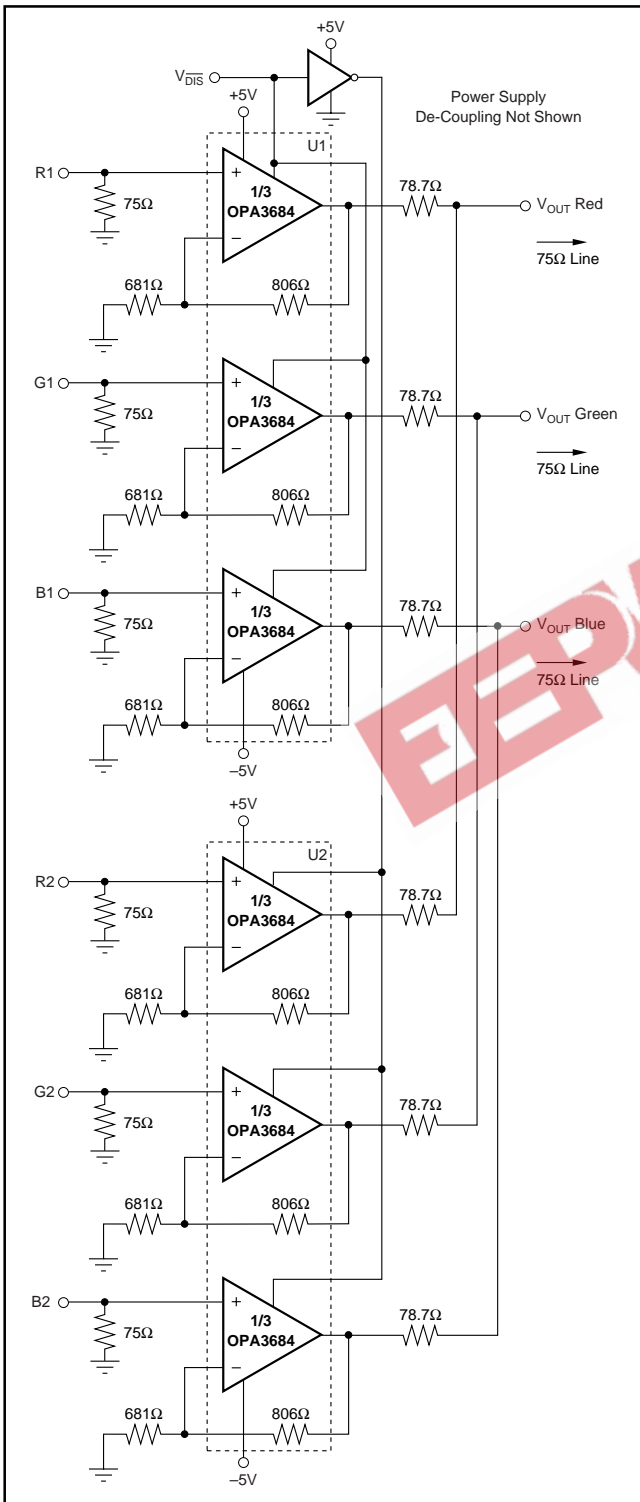 +5V
V_DIS
+5V
Power Supply
De-Coupling Not Shown
U1
R1
+
1/3
OPA3684
−
75Ω
78.7Ω
V_OUT Red
75Ω Line
681Ω
806Ω
G1
+
1/3
OPA3684
−
75Ω
78.7Ω
V_OUT Green
75Ω Line
681Ω
806Ω
B1
+
1/3
OPA3684
−
75Ω
78.7Ω
V_OUT Blue
75Ω Line
681Ω
806Ω
–5V
+5V
U2
R2
+
1/3
OPA3684
−
75Ω
78.7Ω
681Ω
806Ω
G2
+
1/3
OPA3684
−
75Ω
78.7Ω
681Ω
806Ω
B2
+
1/3
OPA3684
−
75Ω
78.7Ω
681Ω
806Ω
–5V